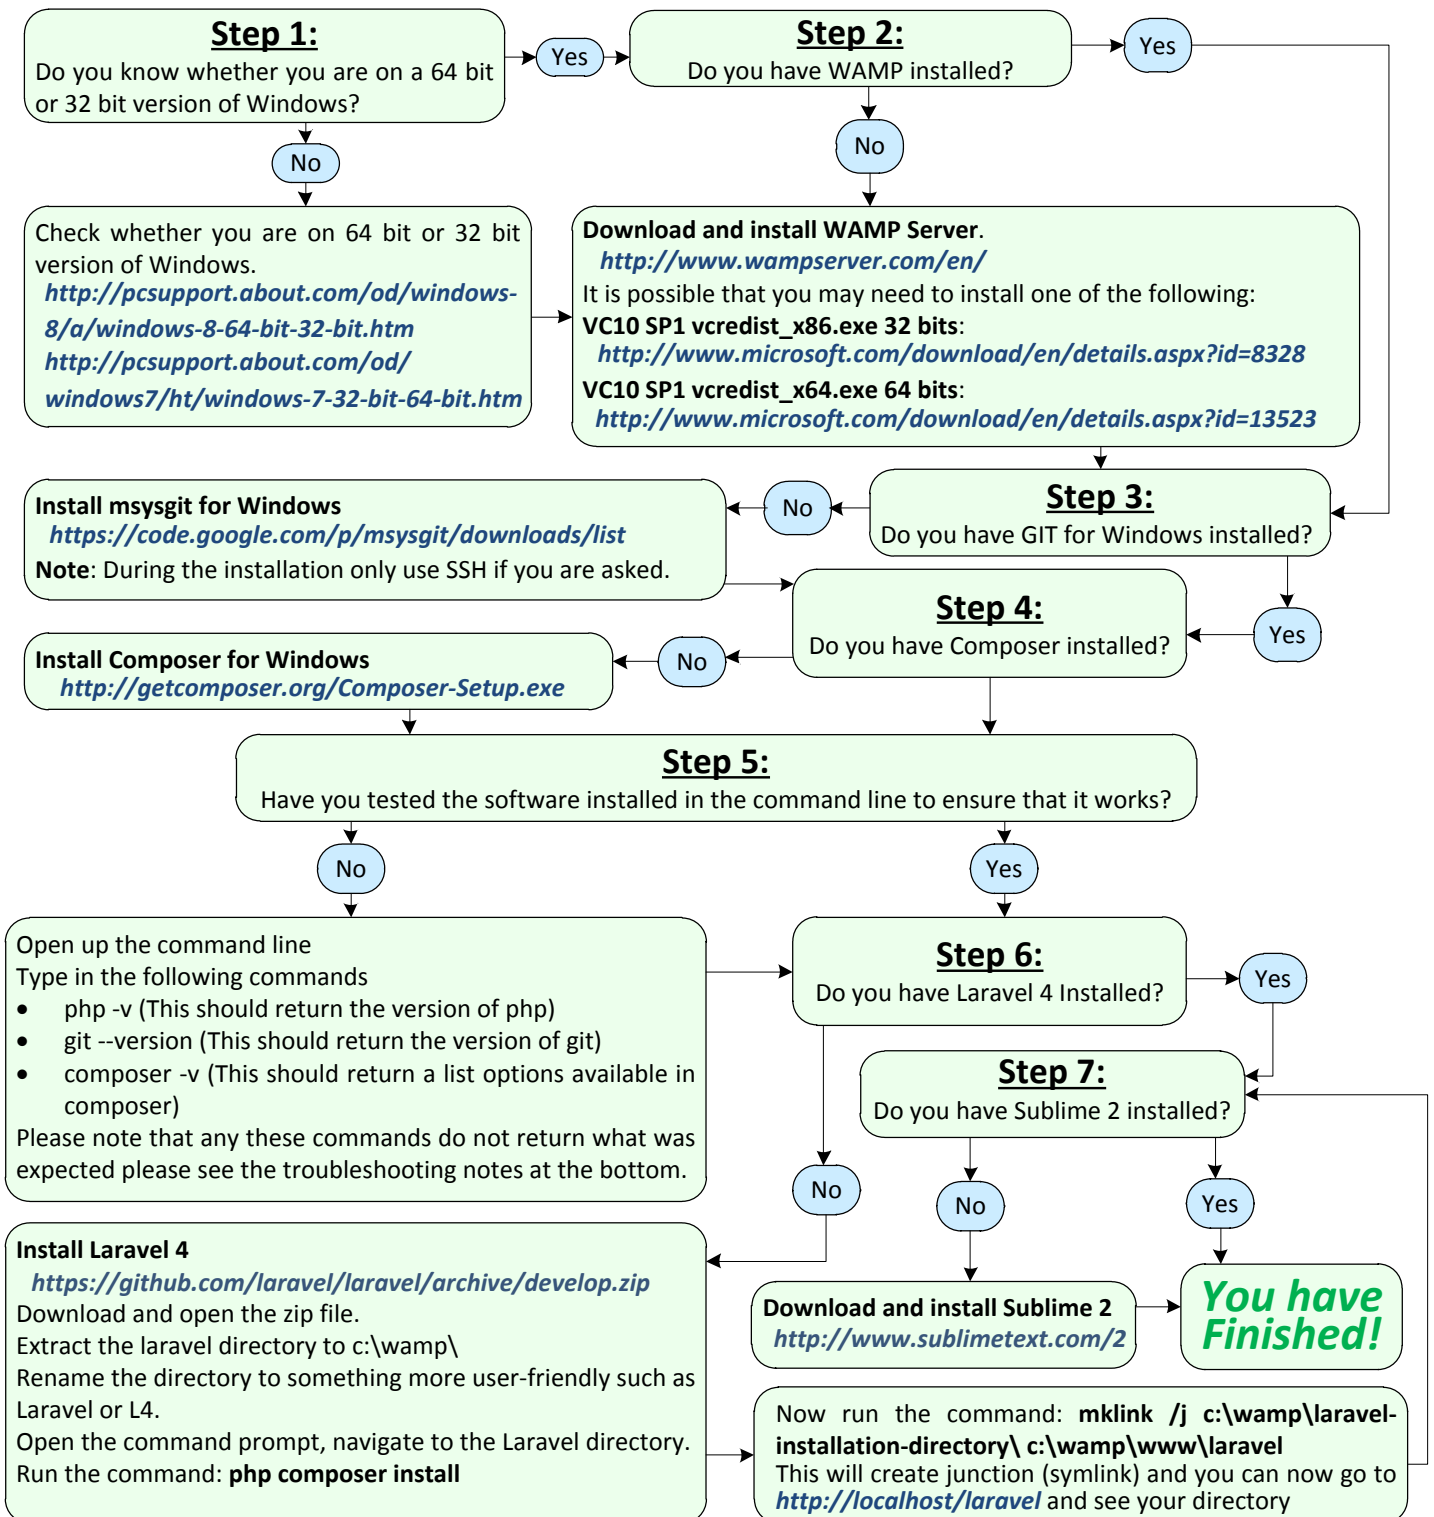 Step 1:
Do you know whether you are on a 64 bit
or 32 bit version of Windows?
Yes
Step 2:
Do you have WAMP installed?
Yes
No
No
Check whether you are on 64 bit or 32 bit
version of Windows.
http://pcsupport.about.com/od/windows-
8/a/windows-8-64-bit-32-bit.htm
http://pcsupport.about.com/od/
windows7/ht/windows-7-32-bit-64-bit.htm
Download and install WAMP Server.
http://www.wampserver.com/en/
It is possible that you may need to install one of the following:
VC10 SP1 vcredist_x86.exe 32 bits:
http://www.microsoft.com/download/en/details.aspx?id=8328
VC10 SP1 vcredist_x64.exe 64 bits:
http://www.microsoft.com/download/en/details.aspx?id=13523
Step 3:
Do you have GIT for Windows installed?
No
Install msysgit for Windows
https://code.google.com/p/msysgit/downloads/list
Note: During the installation only use SSH if you are asked.
Yes
Step 4:
Do you have Composer installed?
No
Install Composer for Windows
http://getcomposer.org/Composer-Setup.exe
Step 5:
Have you tested the software installed in the command line to ensure that it works?
No
Yes
Open up the command line
Type in the following commands
• php -v (This should return the version of php)
• git --version (This should return the version of git)
• composer -v (This should return a list options available in
composer)
Please note that any these commands do not return what was
expected please see the troubleshooting notes at the bottom.
Step 6:
Do you have Laravel 4 Installed?
Yes
No
Step 7:
Do you have Sublime 2 installed?
No
Yes
Install Laravel 4
https://github.com/laravel/laravel/archive/develop.zip
Download and open the zip file.
Extract the laravel directory to c:\wamp\
Rename the directory to something more user-friendly such as
Laravel or L4.
Open the command prompt, navigate to the Laravel directory.
Run the command: php composer install
Download and install Sublime 2
http://www.sublimetext.com/2
You have
Finished!
Now run the command: mklink /j c:\wamp\laravel-
installation-directory\ c:\wamp\www\laravel
This will create junction (symlink) and you can now go to
http://localhost/laravel and see your directory